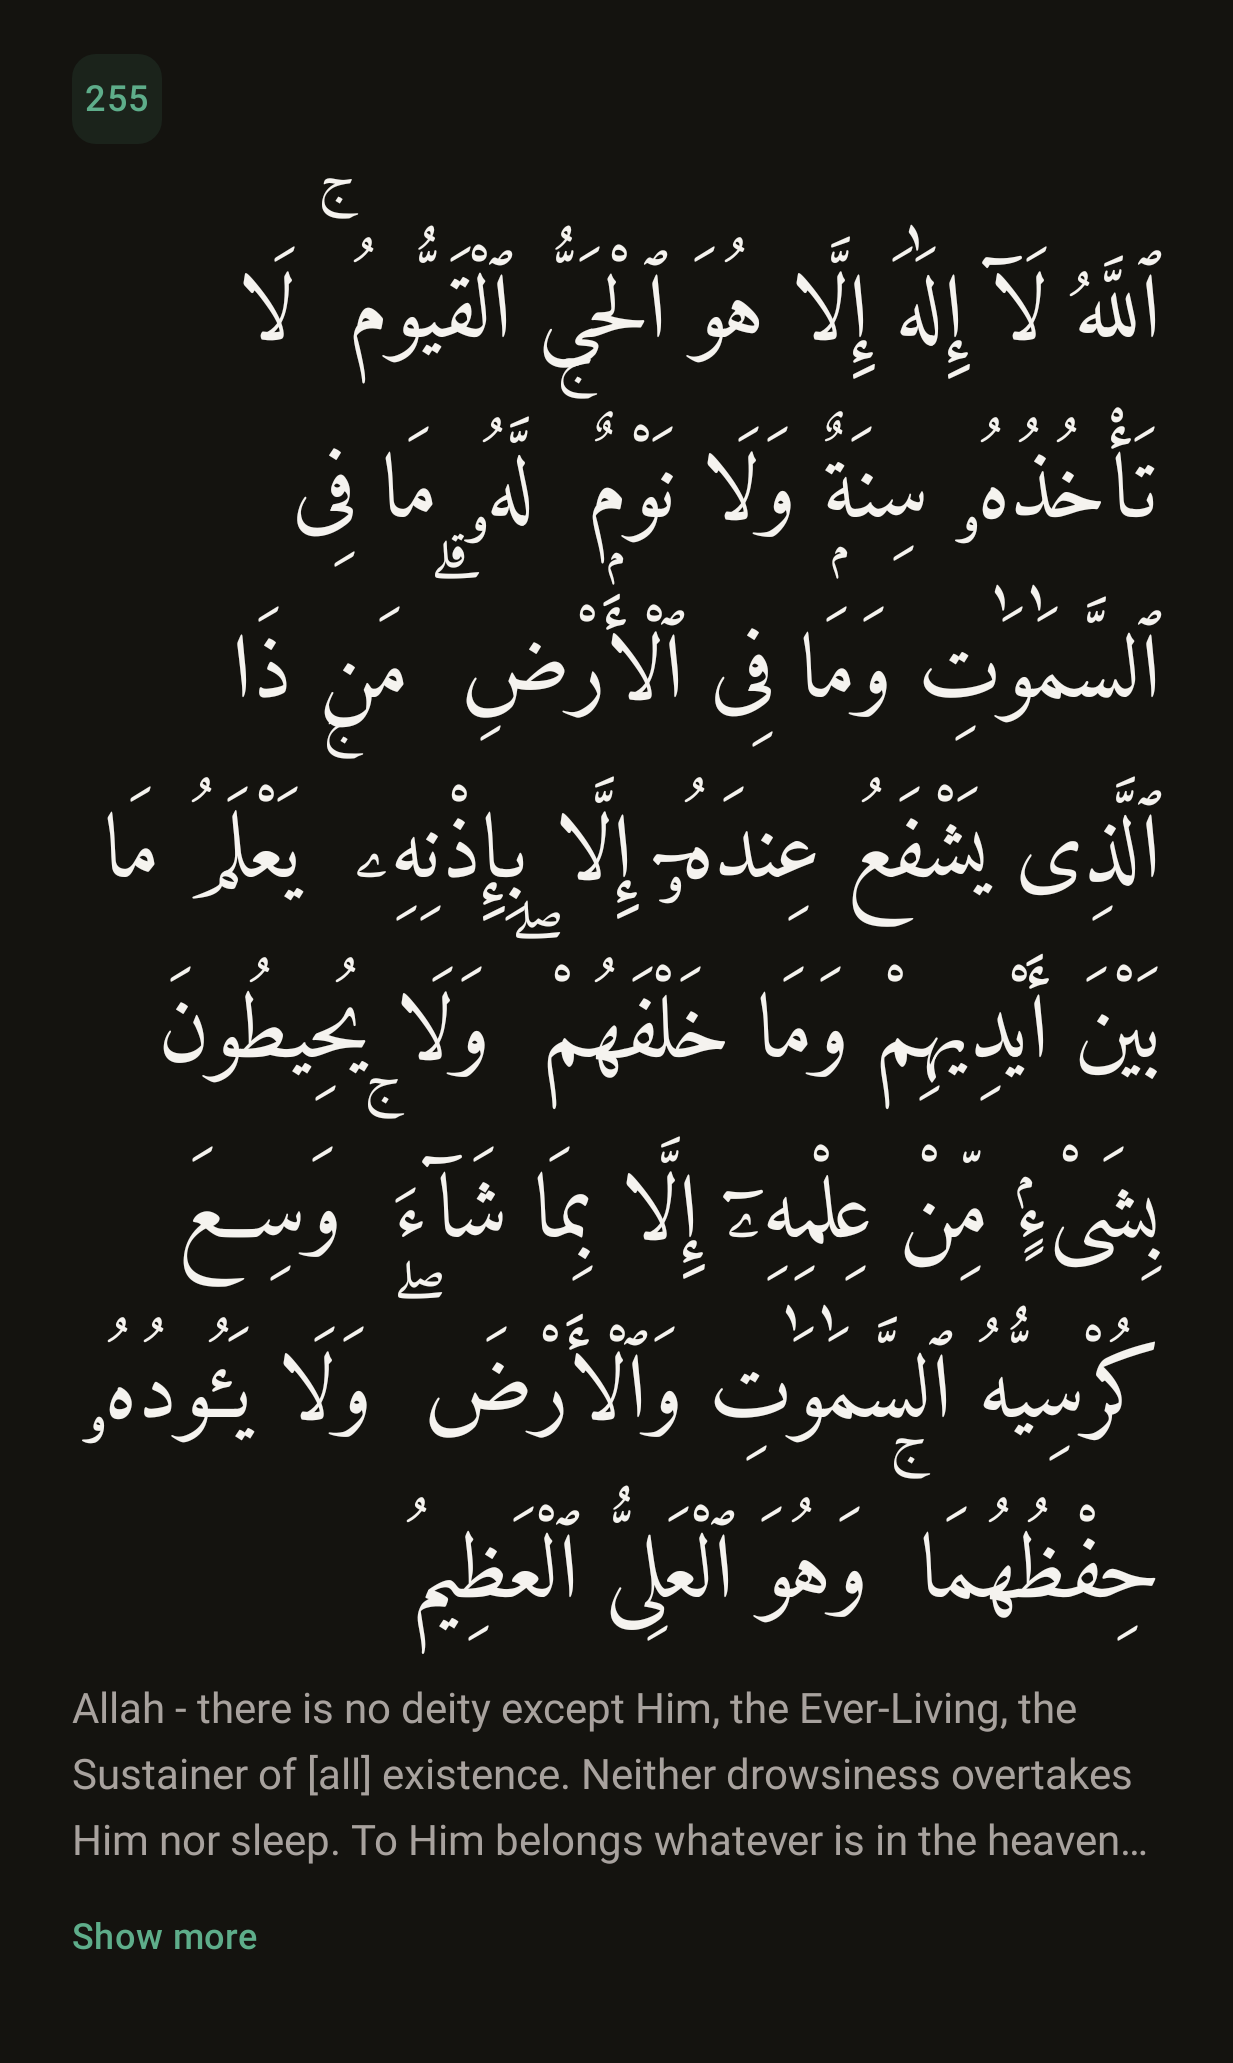 255
ٱللَّهُ لَآ إِلَٰهَ إِلَّا هُوَ ٱلْحَىُّ ٱلْقَيُّومُ ۚ لَا
تَأْخُذُهُۥ سِنَةٌۭ وَلَا نَوْمٌۭ ۚ لَّهُۥ مَا فِى
ٱلسَّمَٰوَٰتِ وَمَا فِى ٱلْأَرْضِ ۗ مَن ذَا
ٱلَّذِى يَشْفَعُ عِندَهُۥٓ إِلَّا بِإِذْنِهِۦ ۚ يَعْلَمُ مَا
بَيْنَ أَيْدِيهِمْ وَمَا خَلْفَهُمْ ۖ وَلَا يُحِيطُونَ
بِشَىْءٍۢ مِّنْ عِلْمِهِۦٓ إِلَّا بِمَا شَآءَ ۚ وَسِعَ
كُرْسِيُّهُ ٱلسَّمَٰوَٰتِ وَٱلْأَرْضَ ۖ وَلَا يَـُٔودُهُۥ
حِفْظُهُمَا ۚ وَهُوَ ٱلْعَلِىُّ ٱلْعَظِيمُ
Allah - there is no deity except Him, the Ever-Living, the
Sustainer of [all] existence. Neither drowsiness overtakes
Him nor sleep. To Him belongs whatever is in the heaven…
Show more